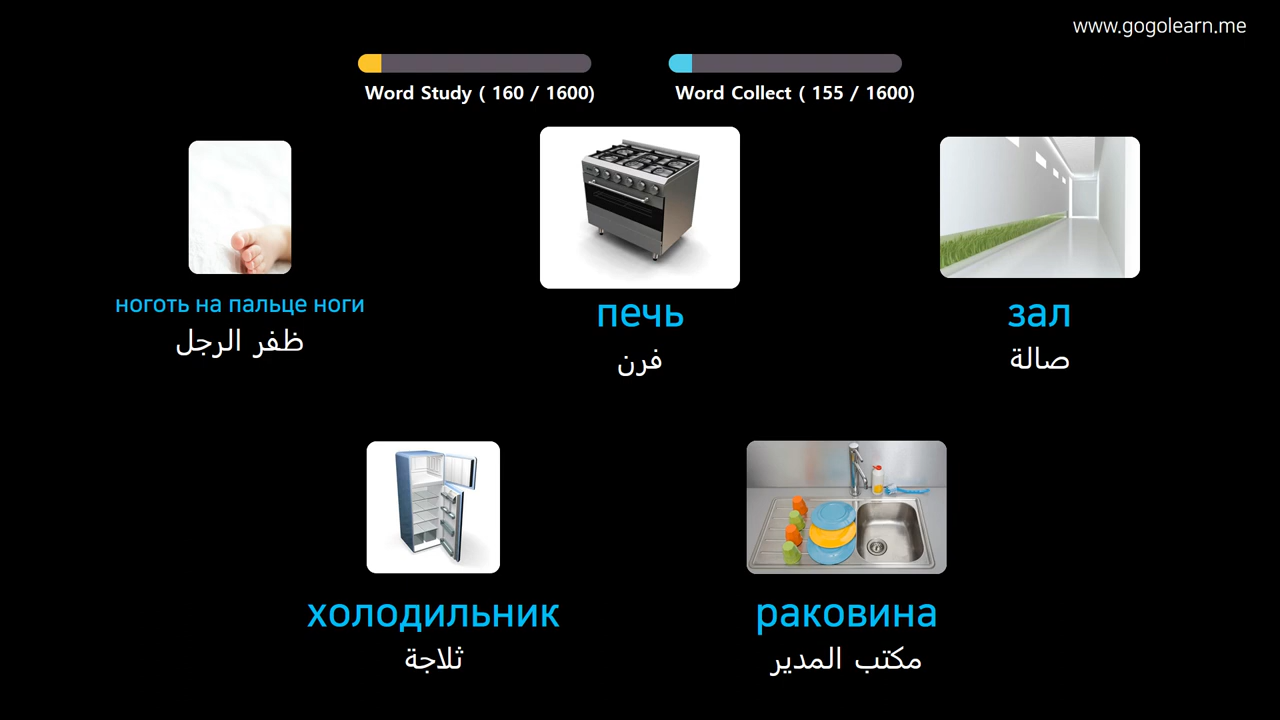 www.gogolearn.me
Word Study ( 160 / 1600)
Word Collect ( 155 / 1600)
ноготь на пальце ноги
ظفر الرجل
печь
فرن
зал
صالة
холодильник
ثلاجة
раковина
مكتب المدير